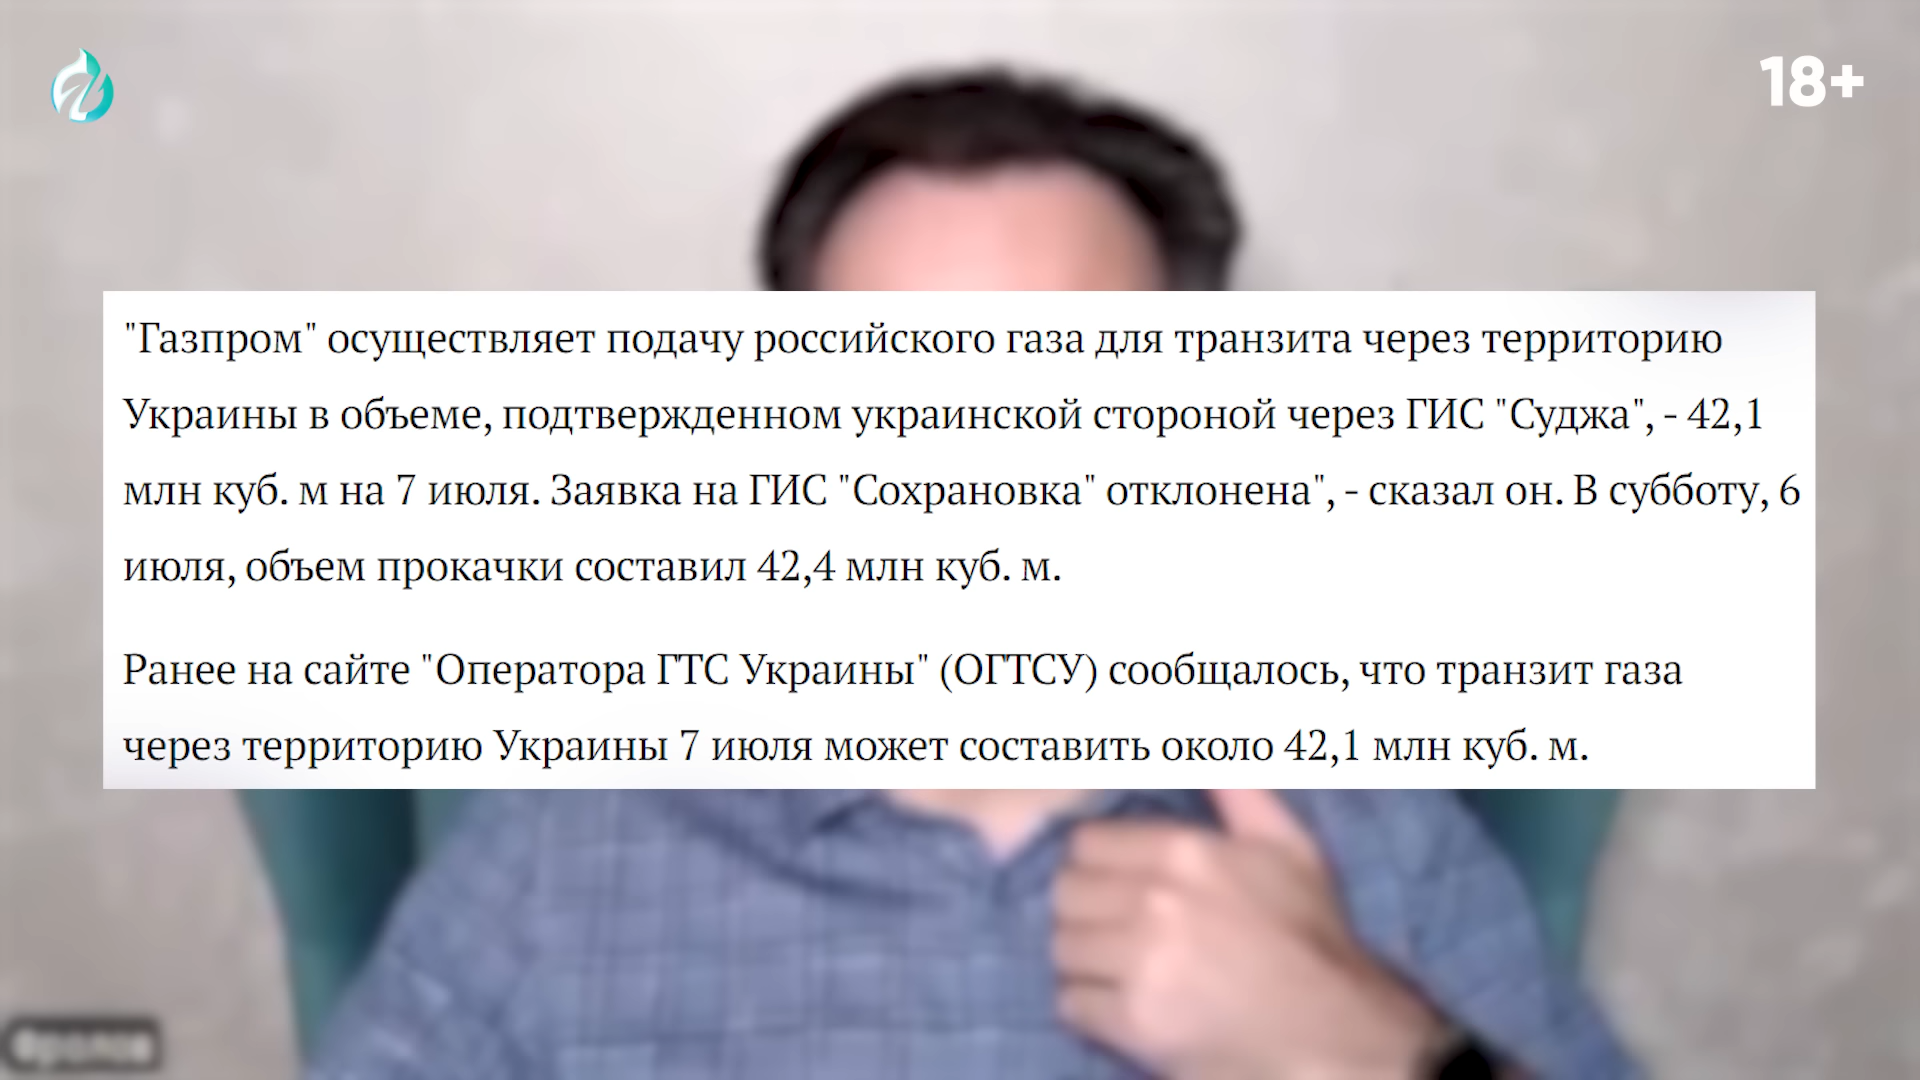 18+
"Газпром" осуществляет подачу российского газа для транзита через территорию
Украины в объеме, подтвержденном украинской стороной через ГИС "Суджа", - 42,1
млн куб. м на 7 июля. Заявка на ГИС "Сохрановка" отклонена", - сказал он. В субботу, 6
июля, объем прокачки составил 42,4 млн куб. м.
Ранее на сайте "Оператора ГТС Украины" (ОГТСУ) сообщалось, что транзит газа
через территорию Украины 7 июля может составить около 42,1 млн куб. м.